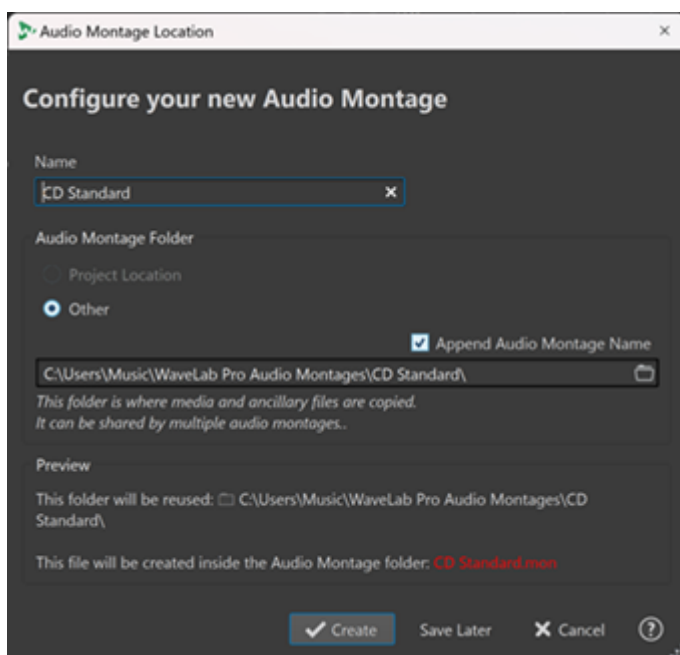 Audio Montage Location
Configure your new Audio Montage
Name
CD Standard
Audio Montage Folder
Project Location
Other
Append Audio Montage Name
C:\Users\Music\WaveLab Pro Audio Montages\CD Standard\
This folder is where media and ancillary files are copied.
It can be shared by multiple audio montages..
Preview
This folder will be reused: C:\Users\Music\WaveLab Pro Audio Montages\CD
Standard\
This file will be created inside the Audio Montage folder: CD Standard.mon
Create Save Later Cancel ?